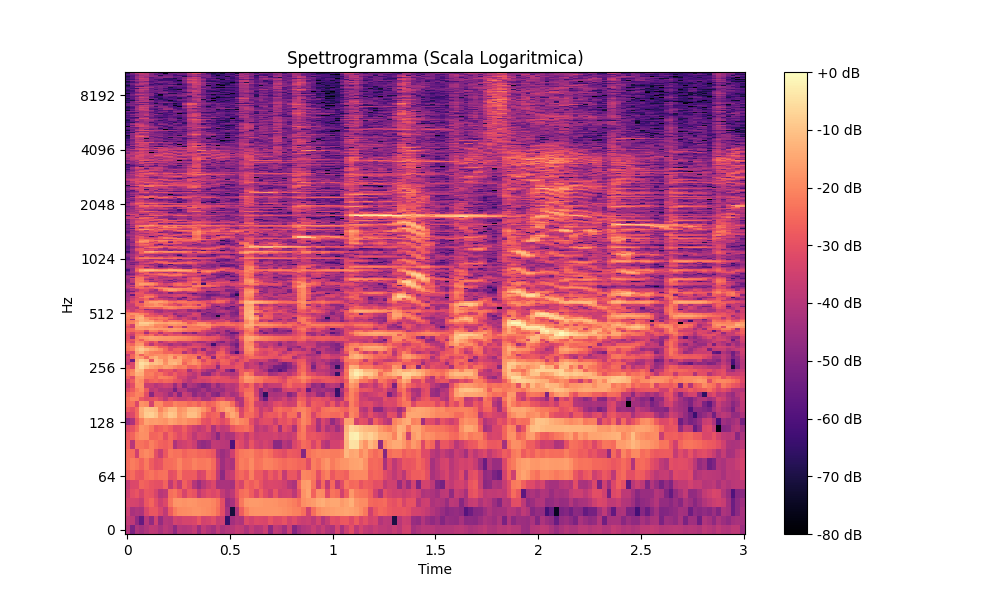 Spettrogramma (Scala Logaritmica)
Hz
8192
4096
2048
1024
512
256
128
64
0
0
0.5
1
1.5
2
2.5
3
Time
+0 dB
-10 dB
-20 dB
-30 dB
-40 dB
-50 dB
-60 dB
-70 dB
-80 dB